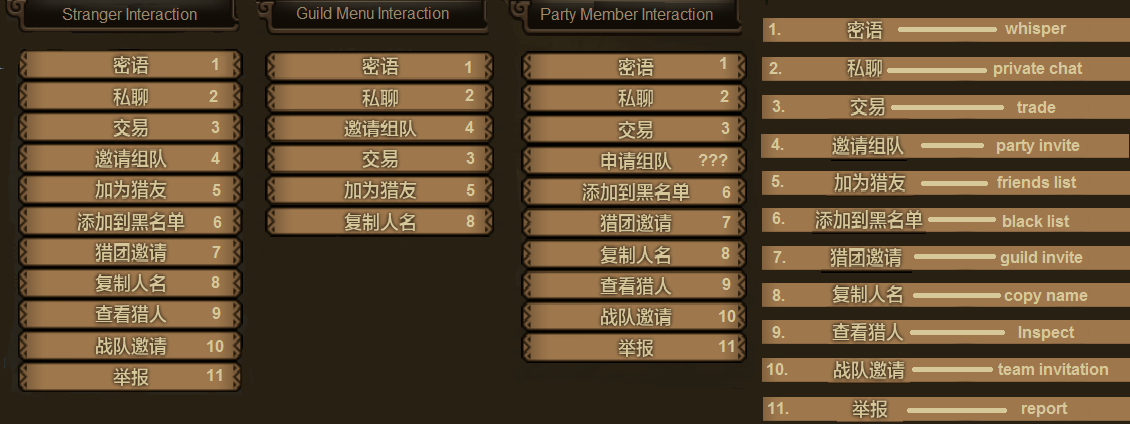 Stranger Interaction
密语 1
私聊 2
交易 3
邀请组队 4
加为猎友 5
添加到黑名单 6
猎团邀请 7
复制人名 8
查看猎人 9
战队邀请 10
举报 11
Guild Menu Interaction
密语 1
私聊 2
邀请组队 4
交易 3
加为猎友 5
复制人名 8
Party Member Interaction
密语 1
私聊 2
交易 3
申请组队 ???
添加到黑名单 6
猎团邀请 7
复制人名 8
查看猎人 9
战队邀请 10
举报 11
1. 密语 whisper
2. 私聊 private chat
3. 交易 trade
4. 邀请组队 party invite
5. 加为猎友 friends list
6. 添加到黑名单 black list
7. 猎团邀请 guild invite
8. 复制人名 copy name
9. 查看猎人 Inspect
10. 战队邀请 team invitation
11. 举报 report